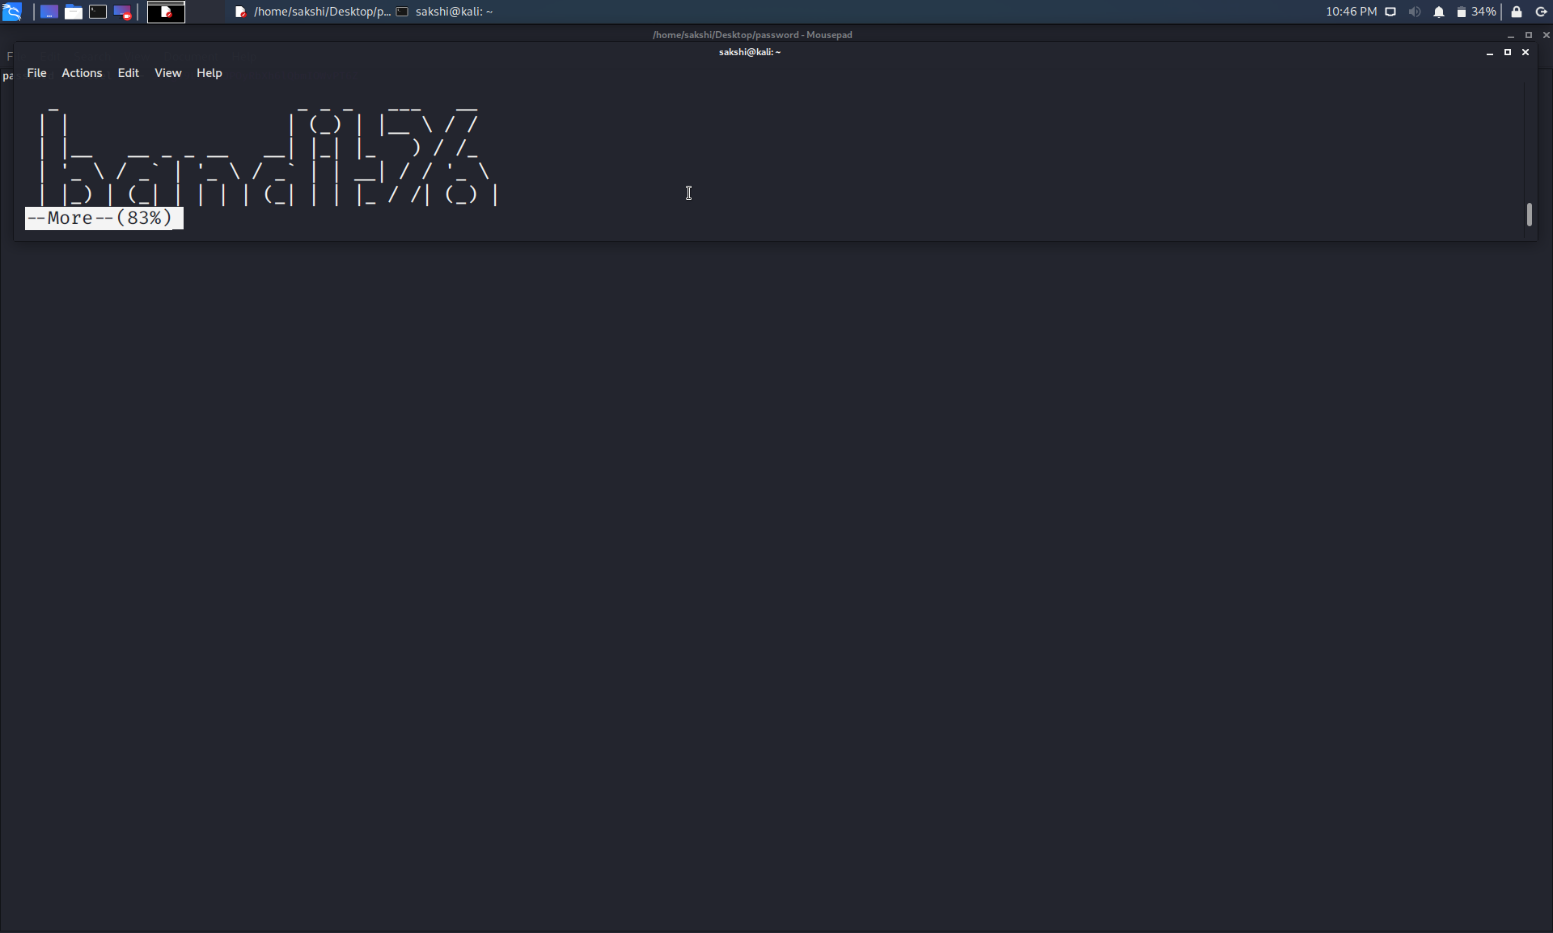 /home/sakshi/Desktop/p... sakshi@kali: ~ 10:46 PM 34%
/home/sakshi/Desktop/password - Mousepad
sakshi@kali: ~
File Actions Edit View Help
bandit26
--More--(83%)